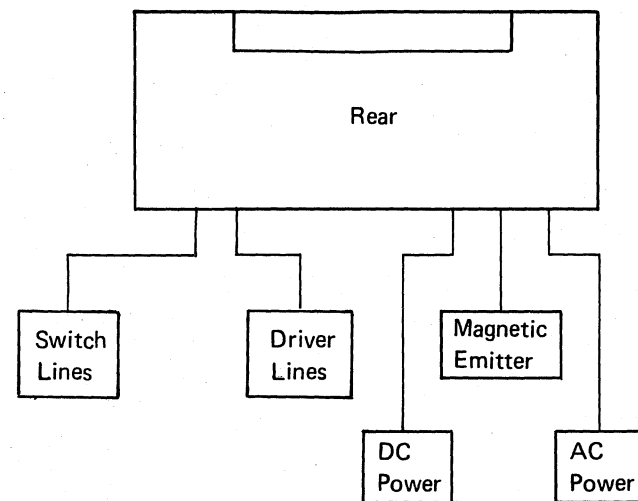 Rear
Switch
Lines
Driver
Lines
Magnetic
Emitter
DC
Power
AC
Power